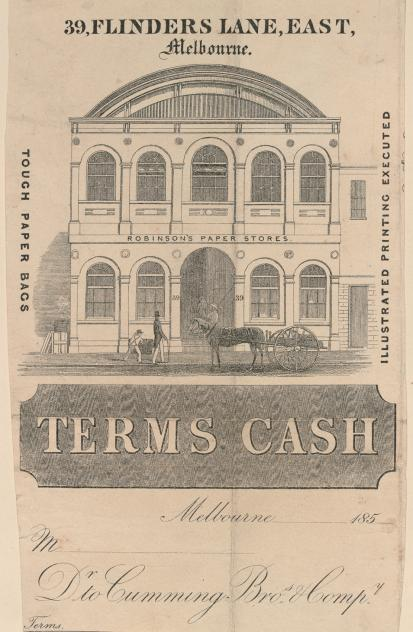 39, FLINDERS LANE, EAST,
Melbourne.
TOUGH PAPER BAGS
ILLUSTRATED PRINTING EXECUTED
ROBINSON'S PAPER STORES.
39 39
TERMS CASH
Melbourne 185
M
Dr. to Cumming Bros. & Compy.
Terms.